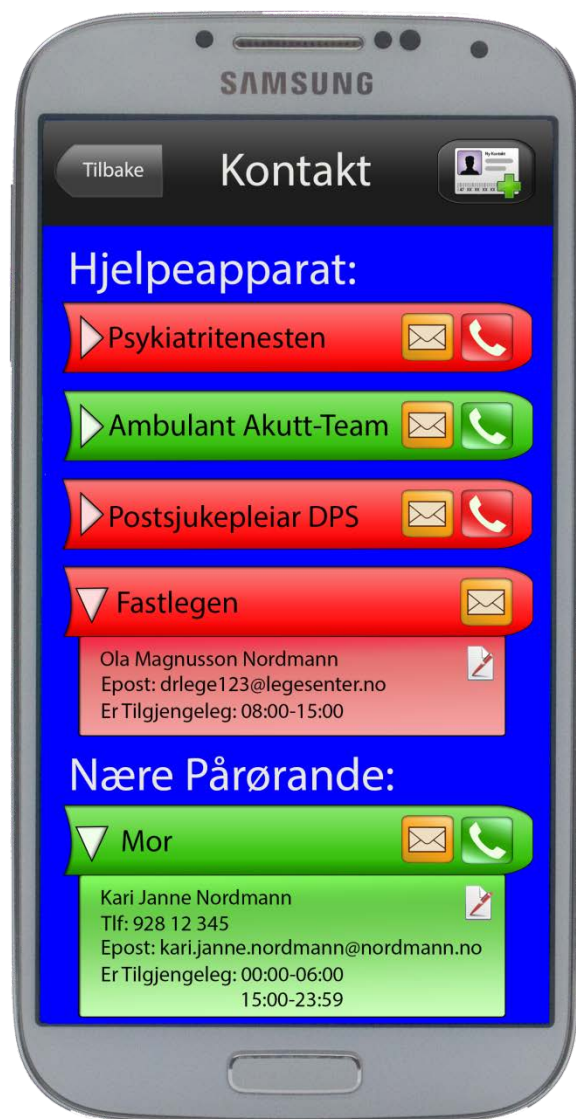 SAMSUNG
Tilbake
Kontakt
Hjelpeapparat:
Psykiatritenesten
Ambulant Akutt-Team
Postsjukepleiar DPS
Fastlegen
Ola Magnusson Nordmann
Epost: drlege123@legesenter.no
Er Tilgjengeleg: 08:00-15:00
Nære Pårørande:
Mor
Kari Janne Nordmann
Tlf: 928 12 345
Epost: kari.janne.nordmann@nordmann.no
Er Tilgjengeleg: 00:00-06:00
15:00-23:59